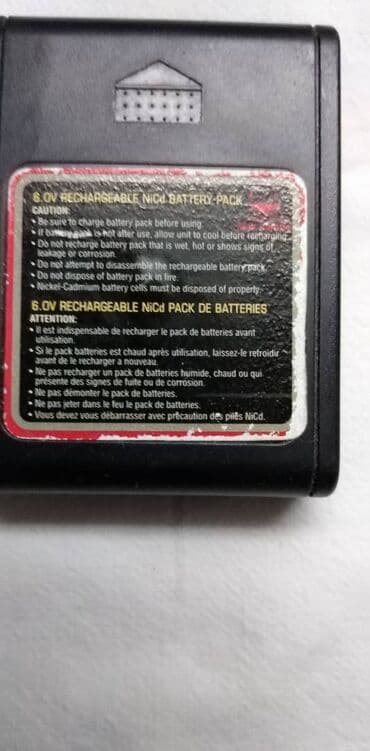 6.0V RECHARGEABLE NiCd BATTERY-PACK
CAUTION:
• Be sure to charge battery pack before using.
• If battery pack is hot after use, allow unit to cool before recharging
• Do not recharge battery pack that is wet, hot or shows signs of
leakage or corrosion.
• Do not attempt to disassemble the rechargeable battery pack
• Do not dispose of battery pack in fire.
• Nickel-Cadmium battery cells must be disposed of properly
6.0V RECHARGEABLE NiCd PACK DE BATTERIES
ATTENTION:
• Il est indispensable de recharger le pack de batteries avant
utilisation.
• Si le pack batteries est chaud après utilisation, laissez-le refroidir
avant de le recharger a nouveau.
• Ne pas recharger un pack de batteries humide, chaud ou qui
présente des signes de fuite ou de corrosion.
• Ne pas démonter le pack de batteries.
• Ne pas jeter dans le feu le pack de batteries.
• Vous devez vous débarrasser avec précaution des piles NiCd.